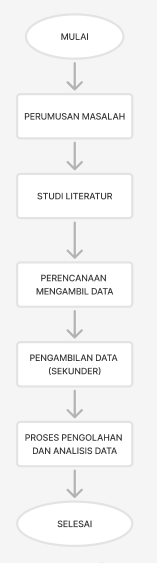 MULAI
PERUMUSAN MASALAH
STUDI LITERATUR
PERENCANAAN
MENGAMBIL DATA
PENGAMBILAN DATA
(SEKUNDER)
PROSES PENGOLAHAN
DAN ANALISIS DATA
SELESAI